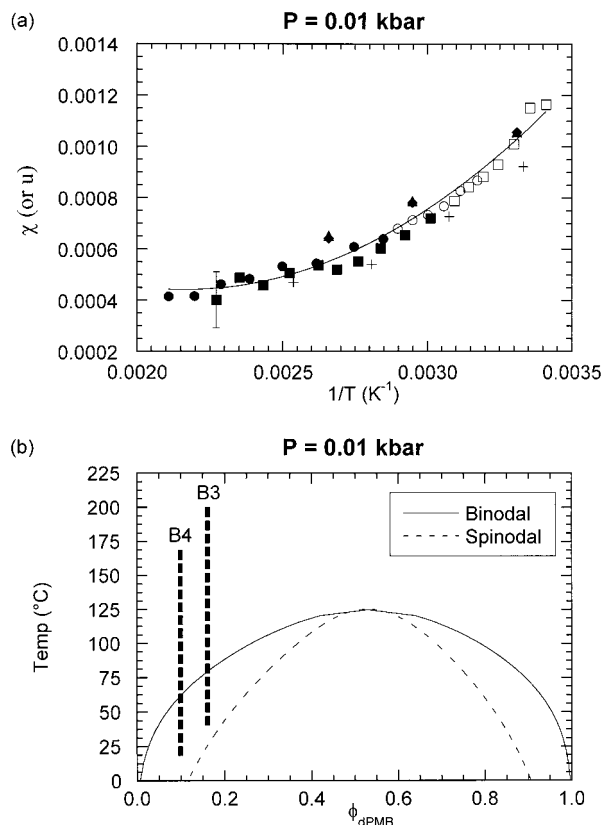 (a)
P = 0.01 kbar
χ (or u)
0.0014
0.0012
0.0010
0.0008
0.0006
0.0004
0.0002
0.0020 0.0025 0.0030 0.0035
1/T (K⁻¹)
(b)
P = 0.01 kbar
Temp (°C)
225
200
175
150
125
100
75
50
25
0
B3
B4
Binodal
Spinodal
0.0 0.2 0.4 0.6 0.8 1.0
ϕ_dPMB